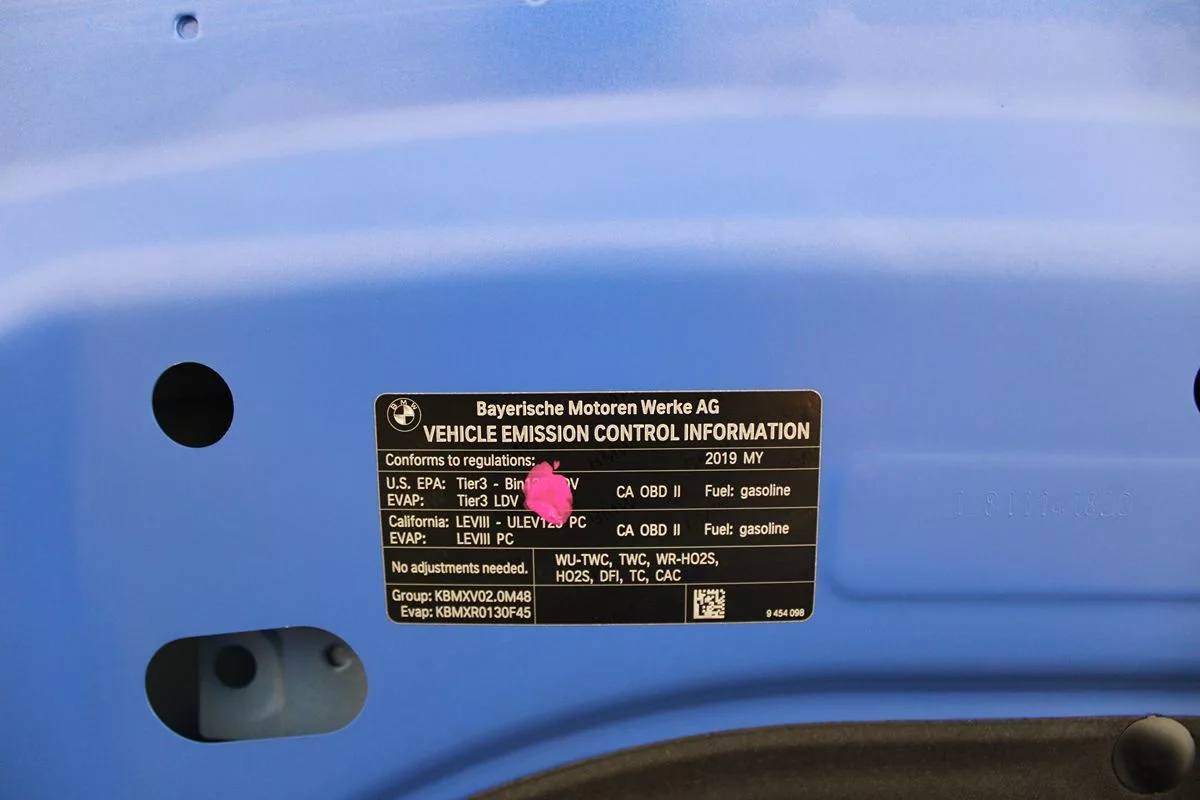 BMW
Bayerische Motoren Werke AG
VEHICLE EMISSION CONTROL INFORMATION
Conforms to regulations: 2019 MY
U.S. EPA: Tier3 - CA OBD II Fuel: gasoline
EVAP: Tier3 LDV
California: LEVIII - ULEV125 PC CA OBD II Fuel: gasoline
EVAP: LEVIII PC
No adjustments needed. WU-TWC, TWC, WR-HO2S,
HO2S, DFI, TC, CAC
Group: KBMXV02.0M48
Evap: KBMXR0130F45 9 454 098